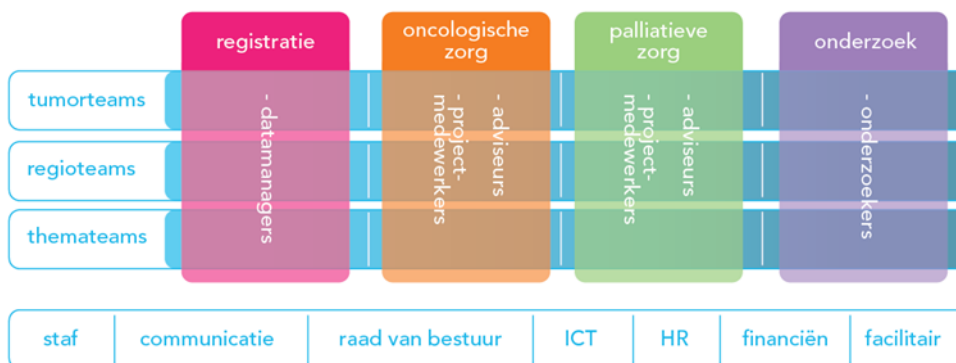 registratie
oncologische
zorg
palliatieve
zorg
onderzoek
tumorteams
regioteams
themateams
- datamanagers
- adviseurs
- project-
medewerkers
- adviseurs
- project-
medewerkers
- onderzoekers
staf
communicatie
raad van bestuur
ICT
HR
financiën
facilitair